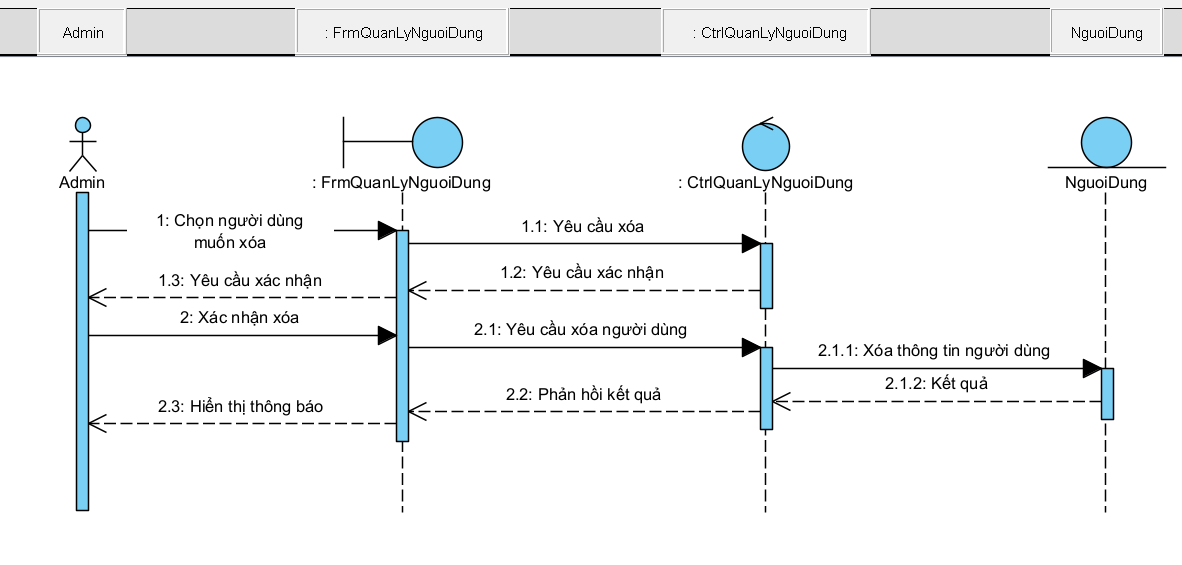 Admin
: FrmQuanLyNguoiDung
: CtrlQuanLyNguoiDung
NguoiDung
Admin
: FrmQuanLyNguoiDung
: CtrlQuanLyNguoiDung
NguoiDung
1: Chọn người dùng
muốn xóa
1.1: Yêu cầu xóa
1.2: Yêu cầu xác nhận
1.3: Yêu cầu xác nhận
2: Xác nhận xóa
2.1: Yêu cầu xóa người dùng
2.1.1: Xóa thông tin người dùng
2.1.2: Kết quả
2.2: Phản hồi kết quả
2.3: Hiển thị thông báo